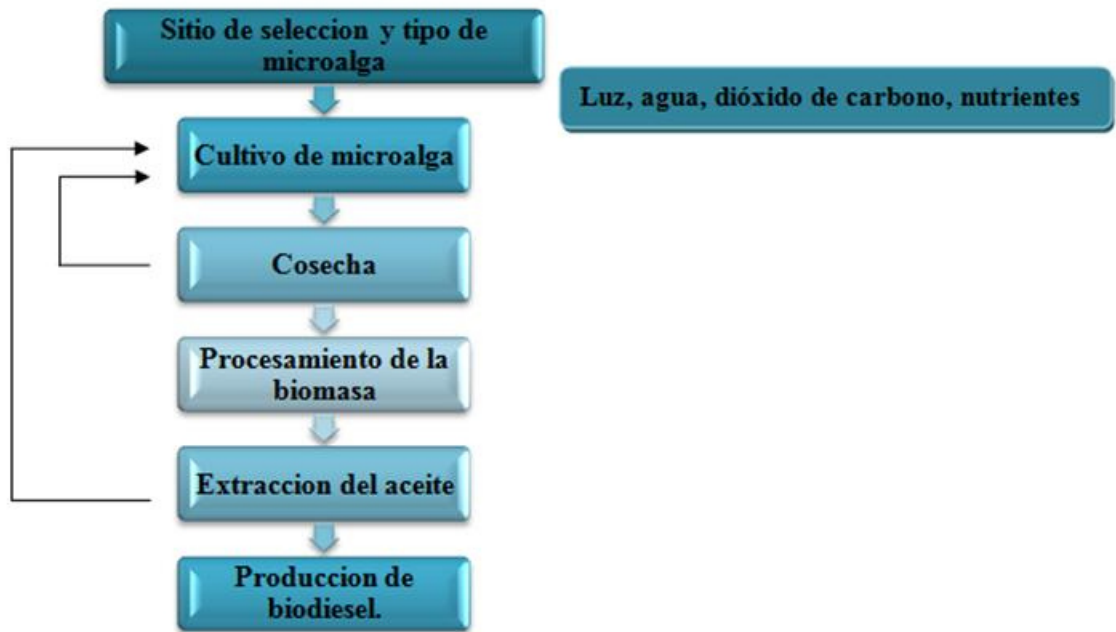 Sitio de seleccion y tipo de
microalga
Luz, agua, dióxido de carbono, nutrientes
Cultivo de microalga
Cosecha
Procesamiento de la
biomasa
Extraccion del aceite
Produccion de
biodiesel.